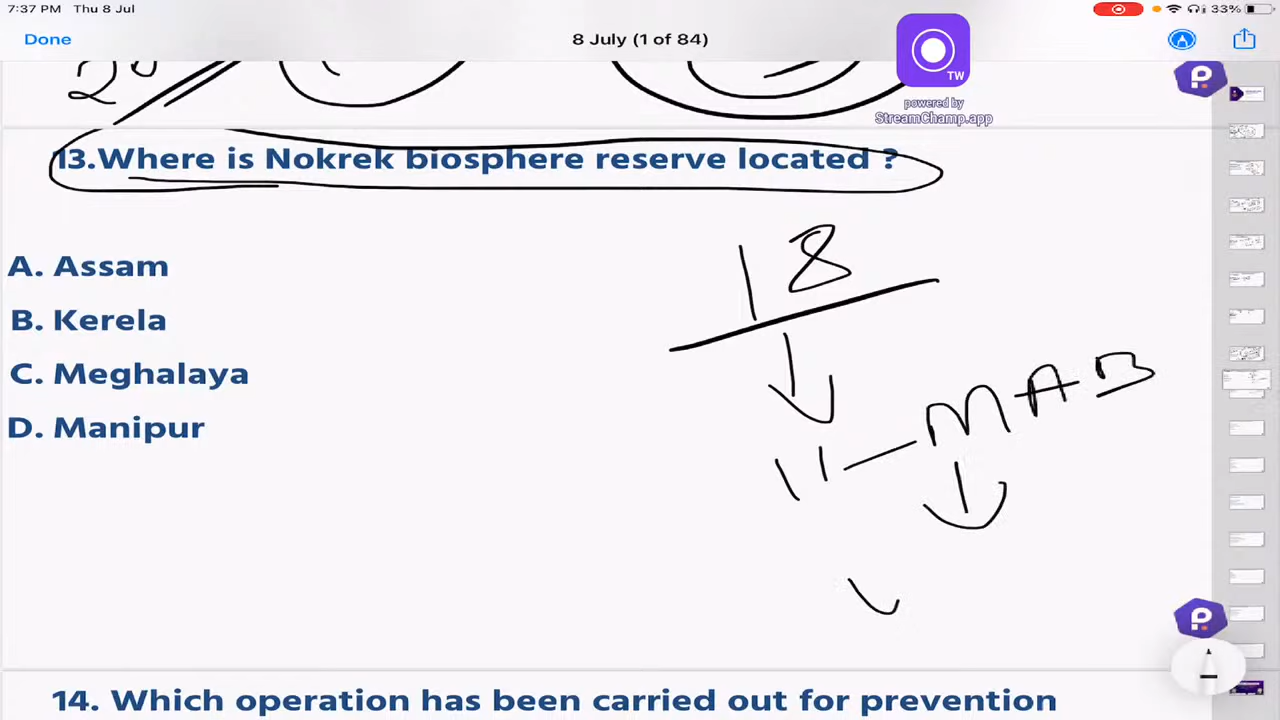 7:37 PM Thu 8 Jul
33%
Done
8 July (1 of 84)
TW
powered by
StreamChamp.app
20
13.Where is Nokrek biosphere reserve located ?
18
A. Assam
B. Kerela
C. Meghalaya
D. Manipur
11 — MAB
14. Which operation has been carried out for prevention